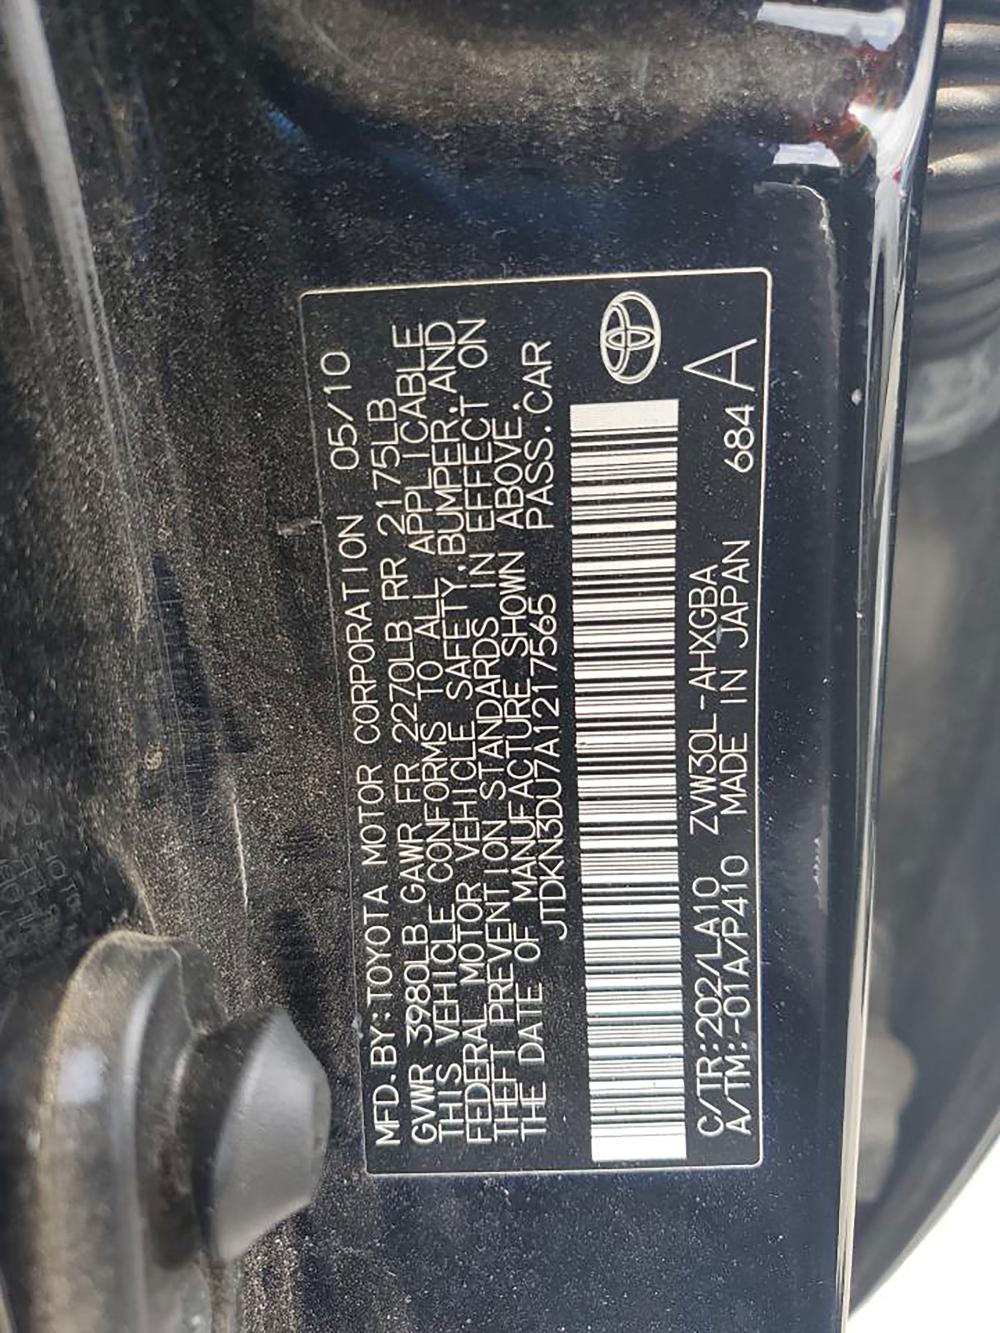 MFD.BY:TOYOTA MOTOR CORPORATION 05/10
GVWR 3980LB GAWR FR 2270LB RR 2175LB
THIS VEHICLE CONFORMS TO ALL APPLICABLE
FEDERAL MOTOR VEHICLE SAFETY,BUMPER,AND
THEFT PREVENTION STANDARDS IN EFFECT ON
THE DATE OF MANUFACTURE SHOWN ABOVE.
JTDKN3DU7A1217565 PASS.CAR
C/TR:202/LA10 ZVW30L-AHXGBA
A/TM:-01A/P410 MADE IN JAPAN 684A